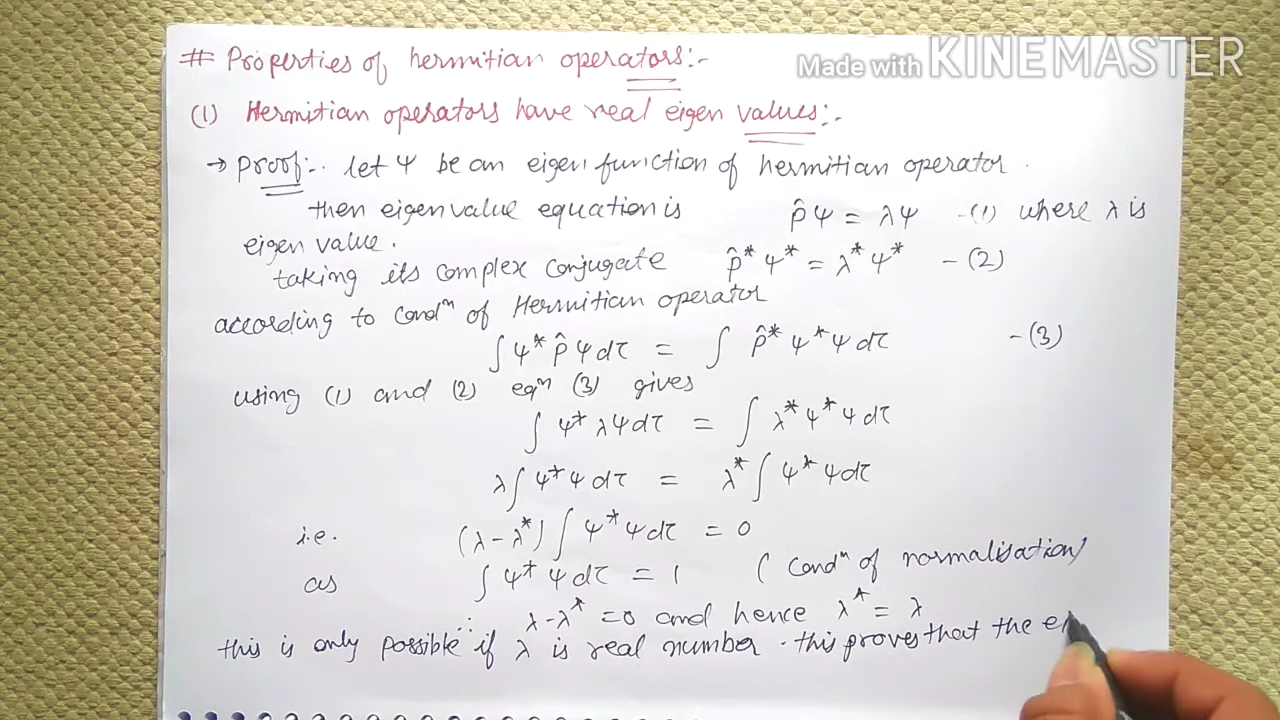 # Properties of hermitian operators:-
Made with KINEMASTER
(1) Hermitian operators have real eigen values:-
→ Proof:- let Ψ be an eigen function of hermitian operator
then eigen value equation is p̂Ψ = λΨ -(1) where λ is
eigen value.
taking its complex conjugate p̂*Ψ* = λ*Ψ* -(2)
according to condⁿ of Hermitian operator
∫Ψ* p̂ Ψ dτ = ∫ p̂* Ψ* Ψ dτ -(3)
using (1) and (2) eqⁿ (3) gives
∫ Ψ* λΨ dτ = ∫ λ* Ψ* Ψ dτ
λ∫ Ψ* Ψ dτ = λ* ∫ Ψ* Ψ dτ
i.e. (λ - λ*) ∫ Ψ* Ψ dτ = 0
as ∫ Ψ* Ψ dτ = 1 ( condⁿ of normalisation)
∴ λ - λ* = 0 and hence λ* = λ
this is only possible if λ is real number. this proves that the ei